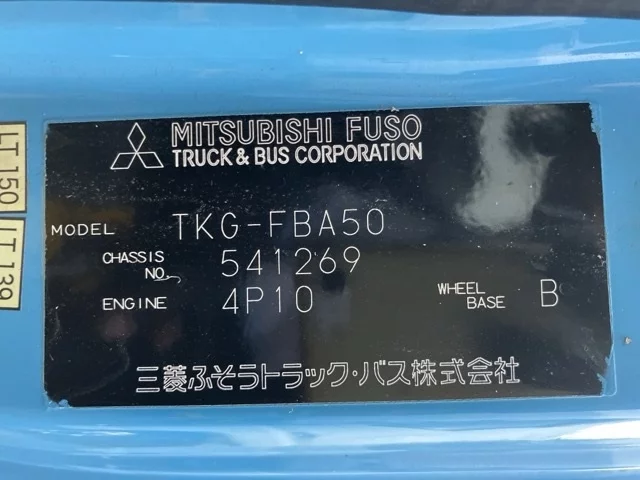 MITSUBISHI FUSO
TRUCK & BUS CORPORATION
MODEL TKG-FBA50
CHASSIS NO. 541269
ENGINE 4P10 WHEEL BASE B
三菱ふそうトラック・バス株式会社
LT 150
LT 139